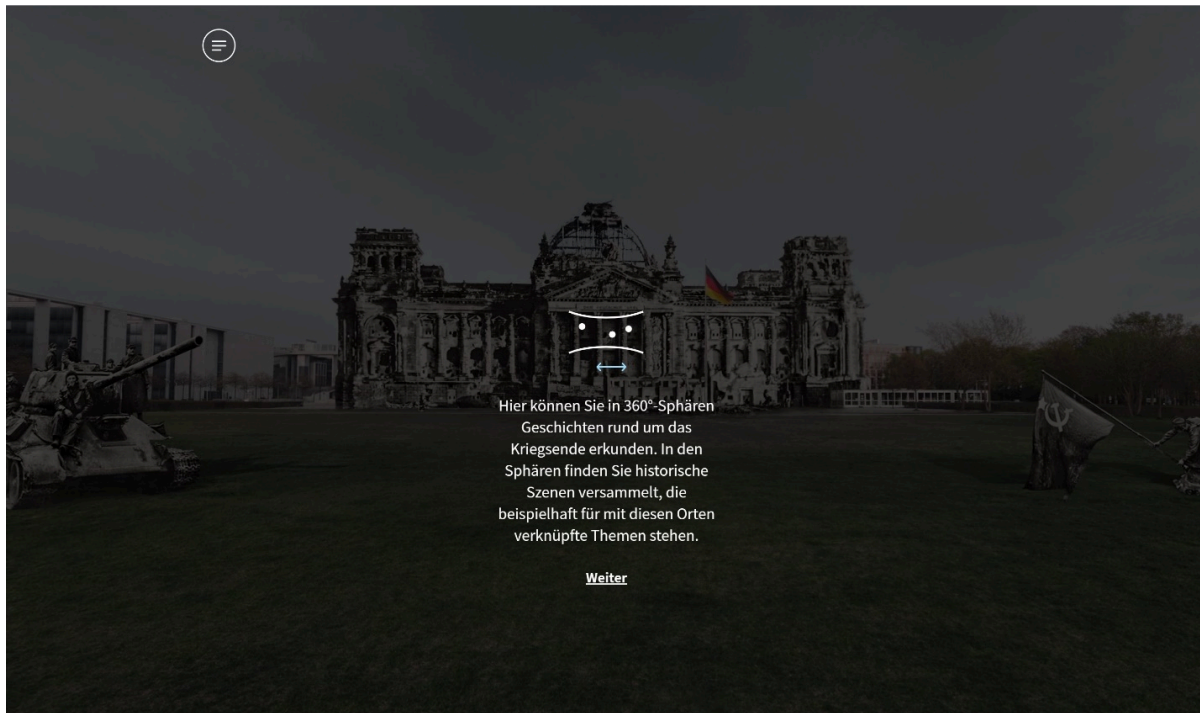 Hier können Sie in 360°-Sphären
Geschichten rund um das
Kriegsende erkunden. In den
Sphären finden Sie historische
Szenen versammelt, die
beispielhaft für mit diesen Orten
verknüpfte Themen stehen.
Weiter